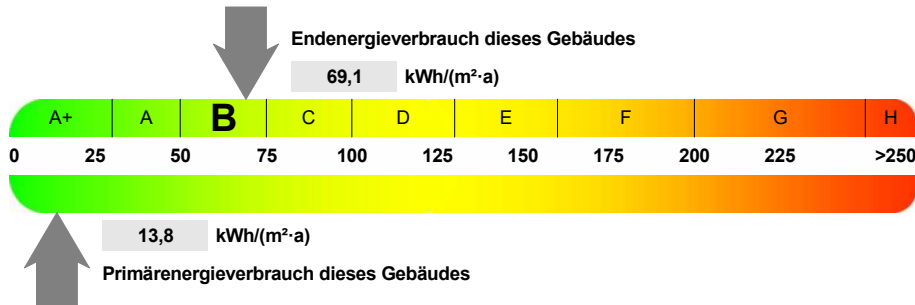 Endenergieverbrauch dieses Gebäudes
69,1 kWh/(m²·a)
A+ A B C D E F G H
0 25 50 75 100 125 150 175 200 225 >250
13,8 kWh/(m²·a)
Primärenergieverbrauch dieses Gebäudes